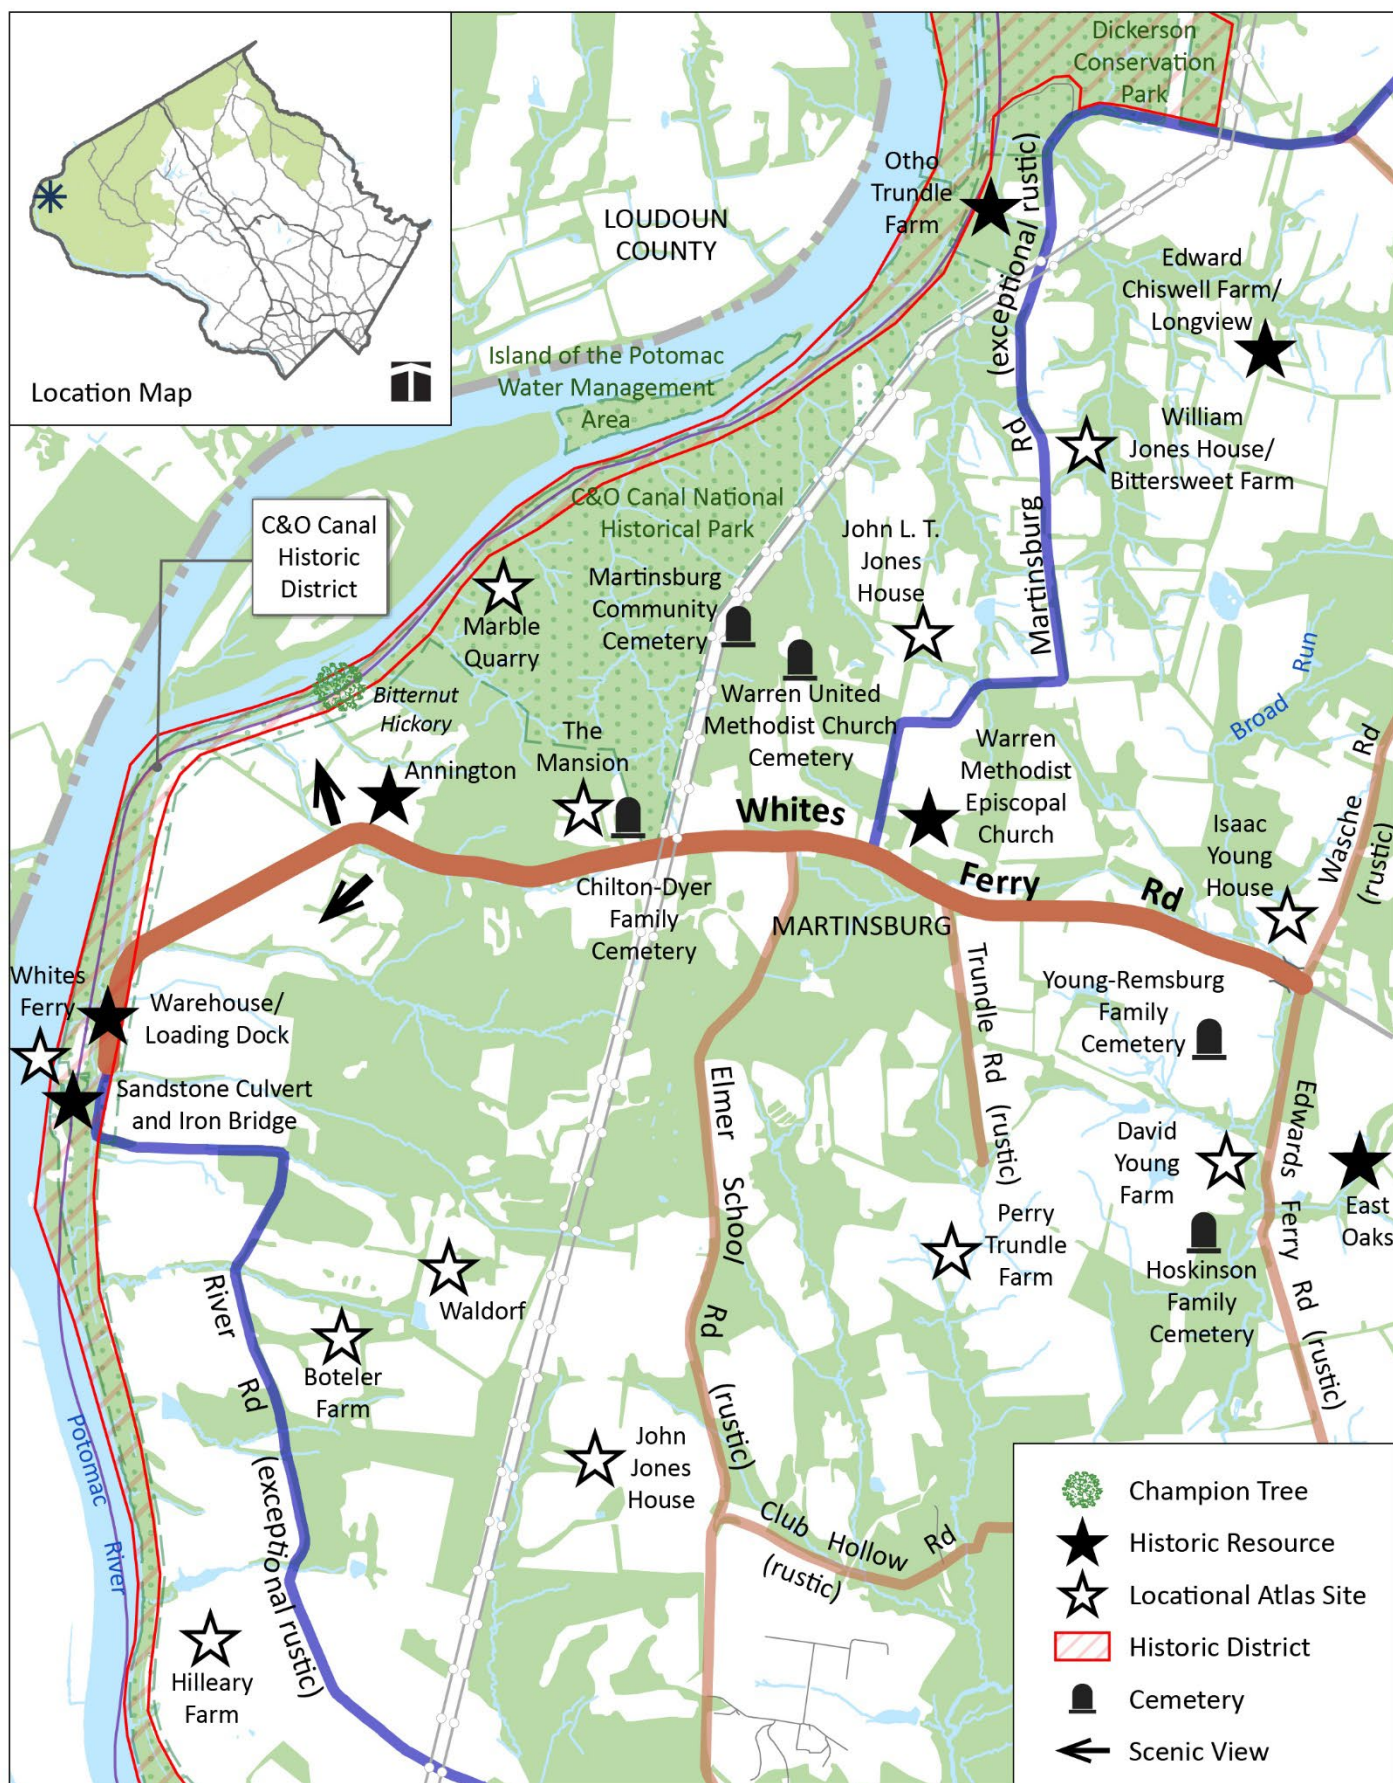 Location Map
Dickerson
Conservation
Park
Otho
Trundle
Farm
(exceptional rustic)
LOUDOUN
COUNTY
Edward
Chiswell Farm/
Longview
Island of the Potomac
Water Management
Area
William
Jones House/
Bittersweet Farm
Martinsburg Rd
C&O Canal National
Historical Park
C&O Canal
Historic
District
John L. T.
Jones
House
Martinsburg
Community
Cemetery
Marble
Quarry
Broad Run
Bitternut
Hickory
Warren United
Methodist Church
Cemetery
The
Mansion
Annington
Warren
Methodist
Episcopal
Church
Wasche Rd
(rustic)
Whites Ferry Rd
Isaac
Young
House
Chilton-Dyer
Family
Cemetery
MARTINSBURG
Whites
Ferry
Warehouse/
Loading Dock
Sandstone Culvert
and Iron Bridge
Trundle Rd (rustic)
Young-Remsburg
Family
Cemetery
Elmer School Rd (rustic)
Edwards Ferry Rd (rustic)
David
Young
Farm
East
Oaks
Perry
Trundle
Farm
Hoskinson
Family
Cemetery
River Rd (exceptional rustic)
Waldorf
Boteler
Farm
Potomac River
John
Jones
House
Club Hollow Rd
(rustic)
Hilleary
Farm
Champion Tree
Historic Resource
Locational Atlas Site
Historic District
Cemetery
Scenic View